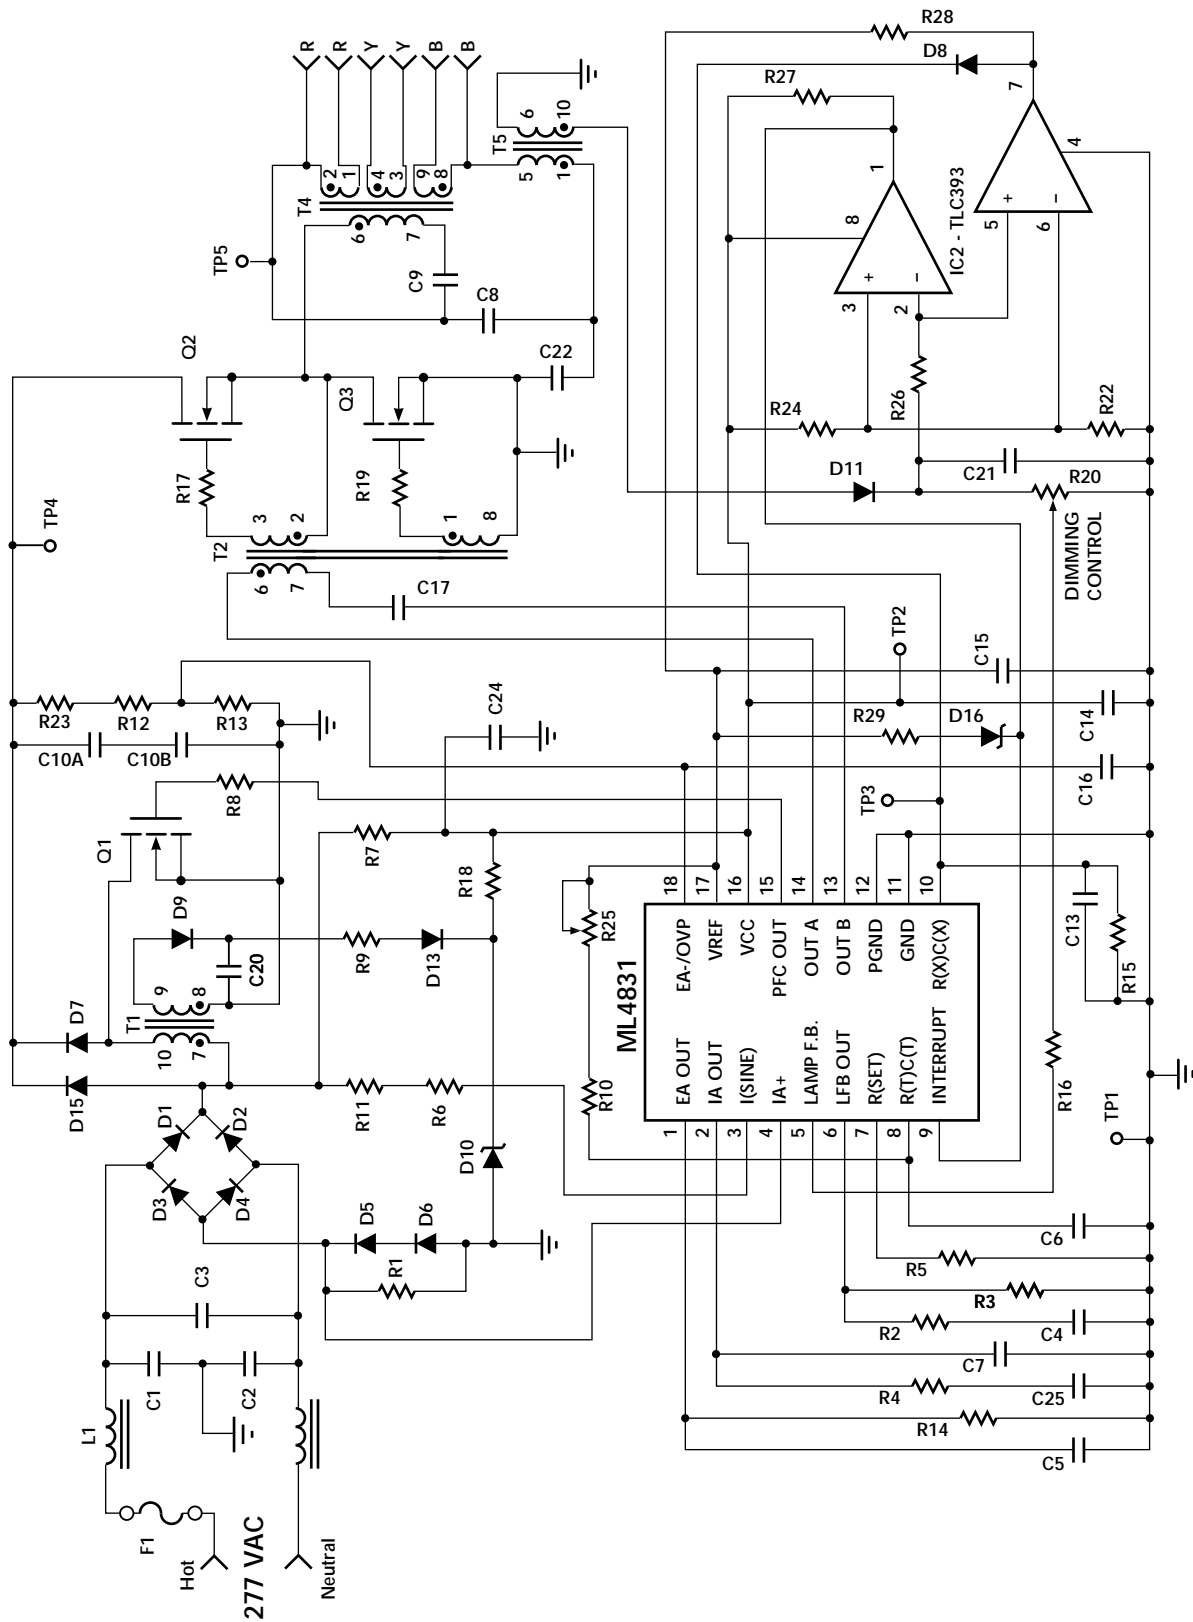 277 VAC
Hot
Neutral
F1
L1
C1
C2
C3
D3
D1
D4
D2
D15
D7
T1
10
7
9
8
D9
C20
Q1
R8
C10A
C10B
R23
R12
R13
TP4
R11
R6
R9
D13
R7
R18
C24
D5
D6
R1
D10
T2
6
7
3
2
1
8
R17
R19
Q2
Q3
C17
C22
TP5
C9
C8
T4
6
7
2
1
4
3
9
8
R
R
Y
Y
B
B
T5
5
1
6
10
ML4831
1
2
3
4
5
6
7
8
9
EA OUT
IA OUT
I(SINE)
IA+
LAMP F.B.
LFB OUT
R(SET)
R(T)C(T)
INTERRUPT
EA-/OVP
VREF
VCC
PFC OUT
OUT A
OUT B
PGND
GND
R(X)C(X)
18
17
16
15
14
13
12
11
10
R10
R25
C5
R14
R4
C25
C7
R2
C4
R3
R5
C6
TP1
R16
R15
C13
TP3
C16
R29
D16
C14
TP2
C15
DIMMING
CONTROL
R20
D11
C21
R26
R24
R22
3
2
8
1
+
−
IC2 - TLC393
5
6
4
7
+
−
R27
D8
R28